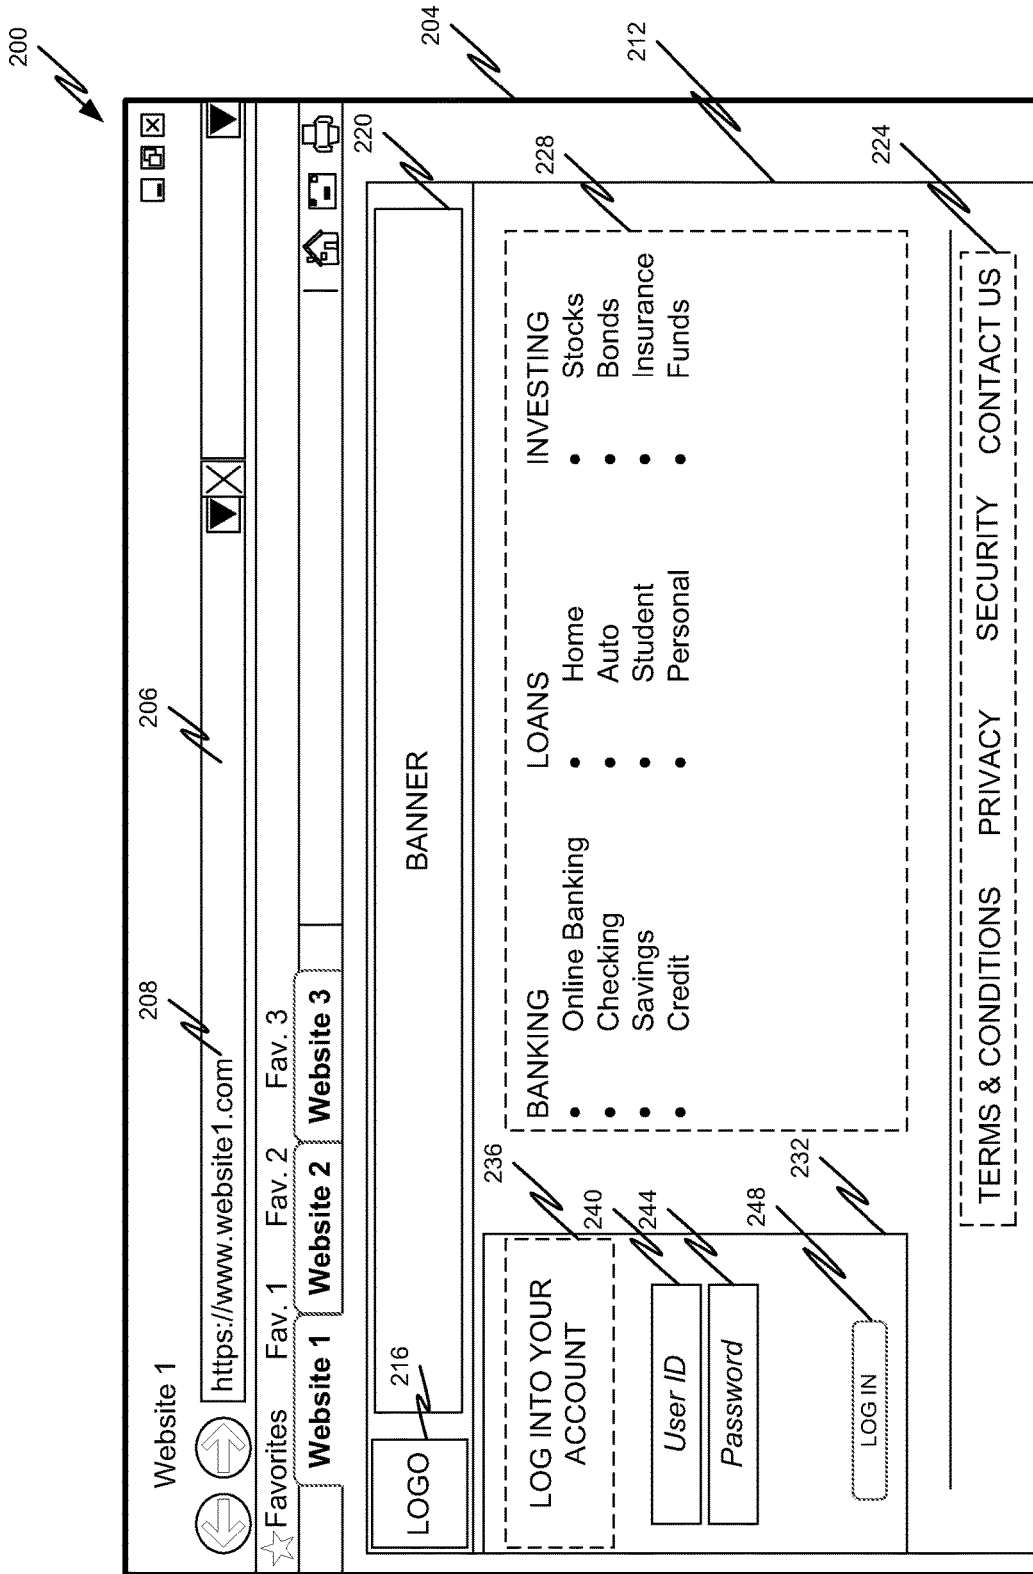 200
204
Website 1
208
206
https://www.website1.com
Favorites Fav. 1 Fav. 2 Fav. 3
Website 1 Website 2 Website 3
212
216
220
LOGO BANNER
236
228
LOG INTO YOUR
ACCOUNT
240
User ID
244
Password
248
LOG IN
232
BANKING LOANS INVESTING
• Online Banking • Home • Stocks
• Checking • Auto • Bonds
• Savings • Student • Insurance
• Credit • Personal • Funds
224
TERMS & CONDITIONS PRIVACY SECURITY CONTACT US